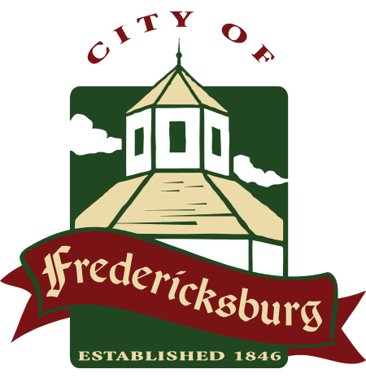 CITY OF
Fredericksburg
ESTABLISHED 1846